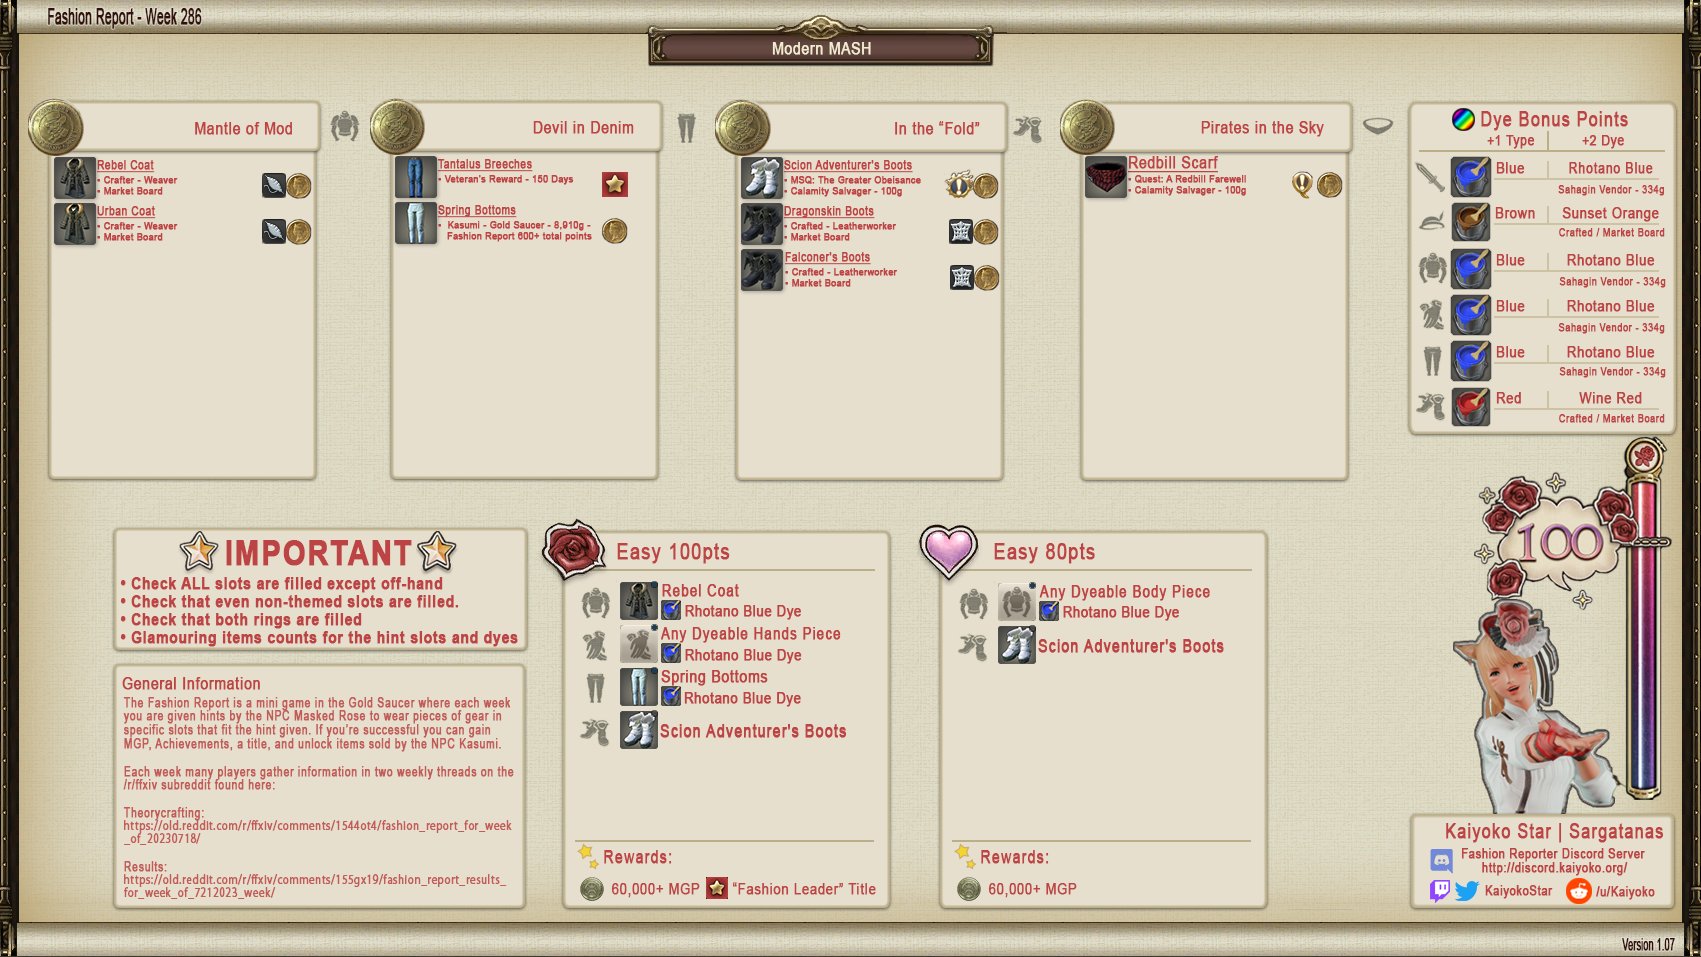 Fashion Report - Week 286
Modern MASH
Mantle of Mod
Rebel Coat
• Crafter - Weaver
• Market Board
Urban Coat
• Crafter - Weaver
• Market Board
Devil in Denim
Tantalus Breeches
• Veteran's Reward - 150 Days
Spring Bottoms
• Kasumi - Gold Saucer - 8,910g -
Fashion Report 600+ total points
In the “Fold”
Scion Adventurer's Boots
• MSQ: The Greater Obeisance
• Calamity Salvager - 100g
Dragonskin Boots
• Crafted - Leatherworker
• Market Board
Falconer's Boots
• Crafted - Leatherworker
• Market Board
Pirates in the Sky
Redbill Scarf
• Quest: A Redbill Farewell
• Calamity Salvager - 100g
Dye Bonus Points
+1 Type +2 Dye
Blue Rhotano Blue
Sahagin Vendor - 334g
Brown Sunset Orange
Crafted / Market Board
Blue Rhotano Blue
Sahagin Vendor - 334g
Blue Rhotano Blue
Sahagin Vendor - 334g
Blue Rhotano Blue
Sahagin Vendor - 334g
Red Wine Red
Crafted / Market Board
IMPORTANT
• Check ALL slots are filled except off-hand
• Check that even non-themed slots are filled.
• Check that both rings are filled
• Glamouring items counts for the hint slots and dyes
General Information
The Fashion Report is a mini game in the Gold Saucer where each week
you are given hints by the NPC Masked Rose to wear pieces of gear in
specific slots that fit the hint given. If you're successful you can gain
MGP, Achievements, a title, and unlock items sold by the NPC Kasumi.
Each week many players gather information in two weekly threads on the
/r/ffxiv subreddit found here:
Theorycrafting:
https://old.reddit.com/r/ffxiv/comments/1544ot4/fashion_report_for_week
_of_20230718/
Results:
https://old.reddit.com/r/ffxiv/comments/155gx19/fashion_report_results_
for_week_of_7212023_week/
Easy 100pts
Rebel Coat
Rhotano Blue Dye
Any Dyeable Hands Piece
Rhotano Blue Dye
Spring Bottoms
Rhotano Blue Dye
Scion Adventurer's Boots
Rewards:
60,000+ MGP “Fashion Leader” Title
Easy 80pts
Any Dyeable Body Piece
Rhotano Blue Dye
Scion Adventurer's Boots
Rewards:
60,000+ MGP
100
Kaiyoko Star | Sargatanas
Fashion Reporter Discord Server
http://discord.kaiyoko.org/
KaiyokoStar /u/Kaiyoko
Version 1.07